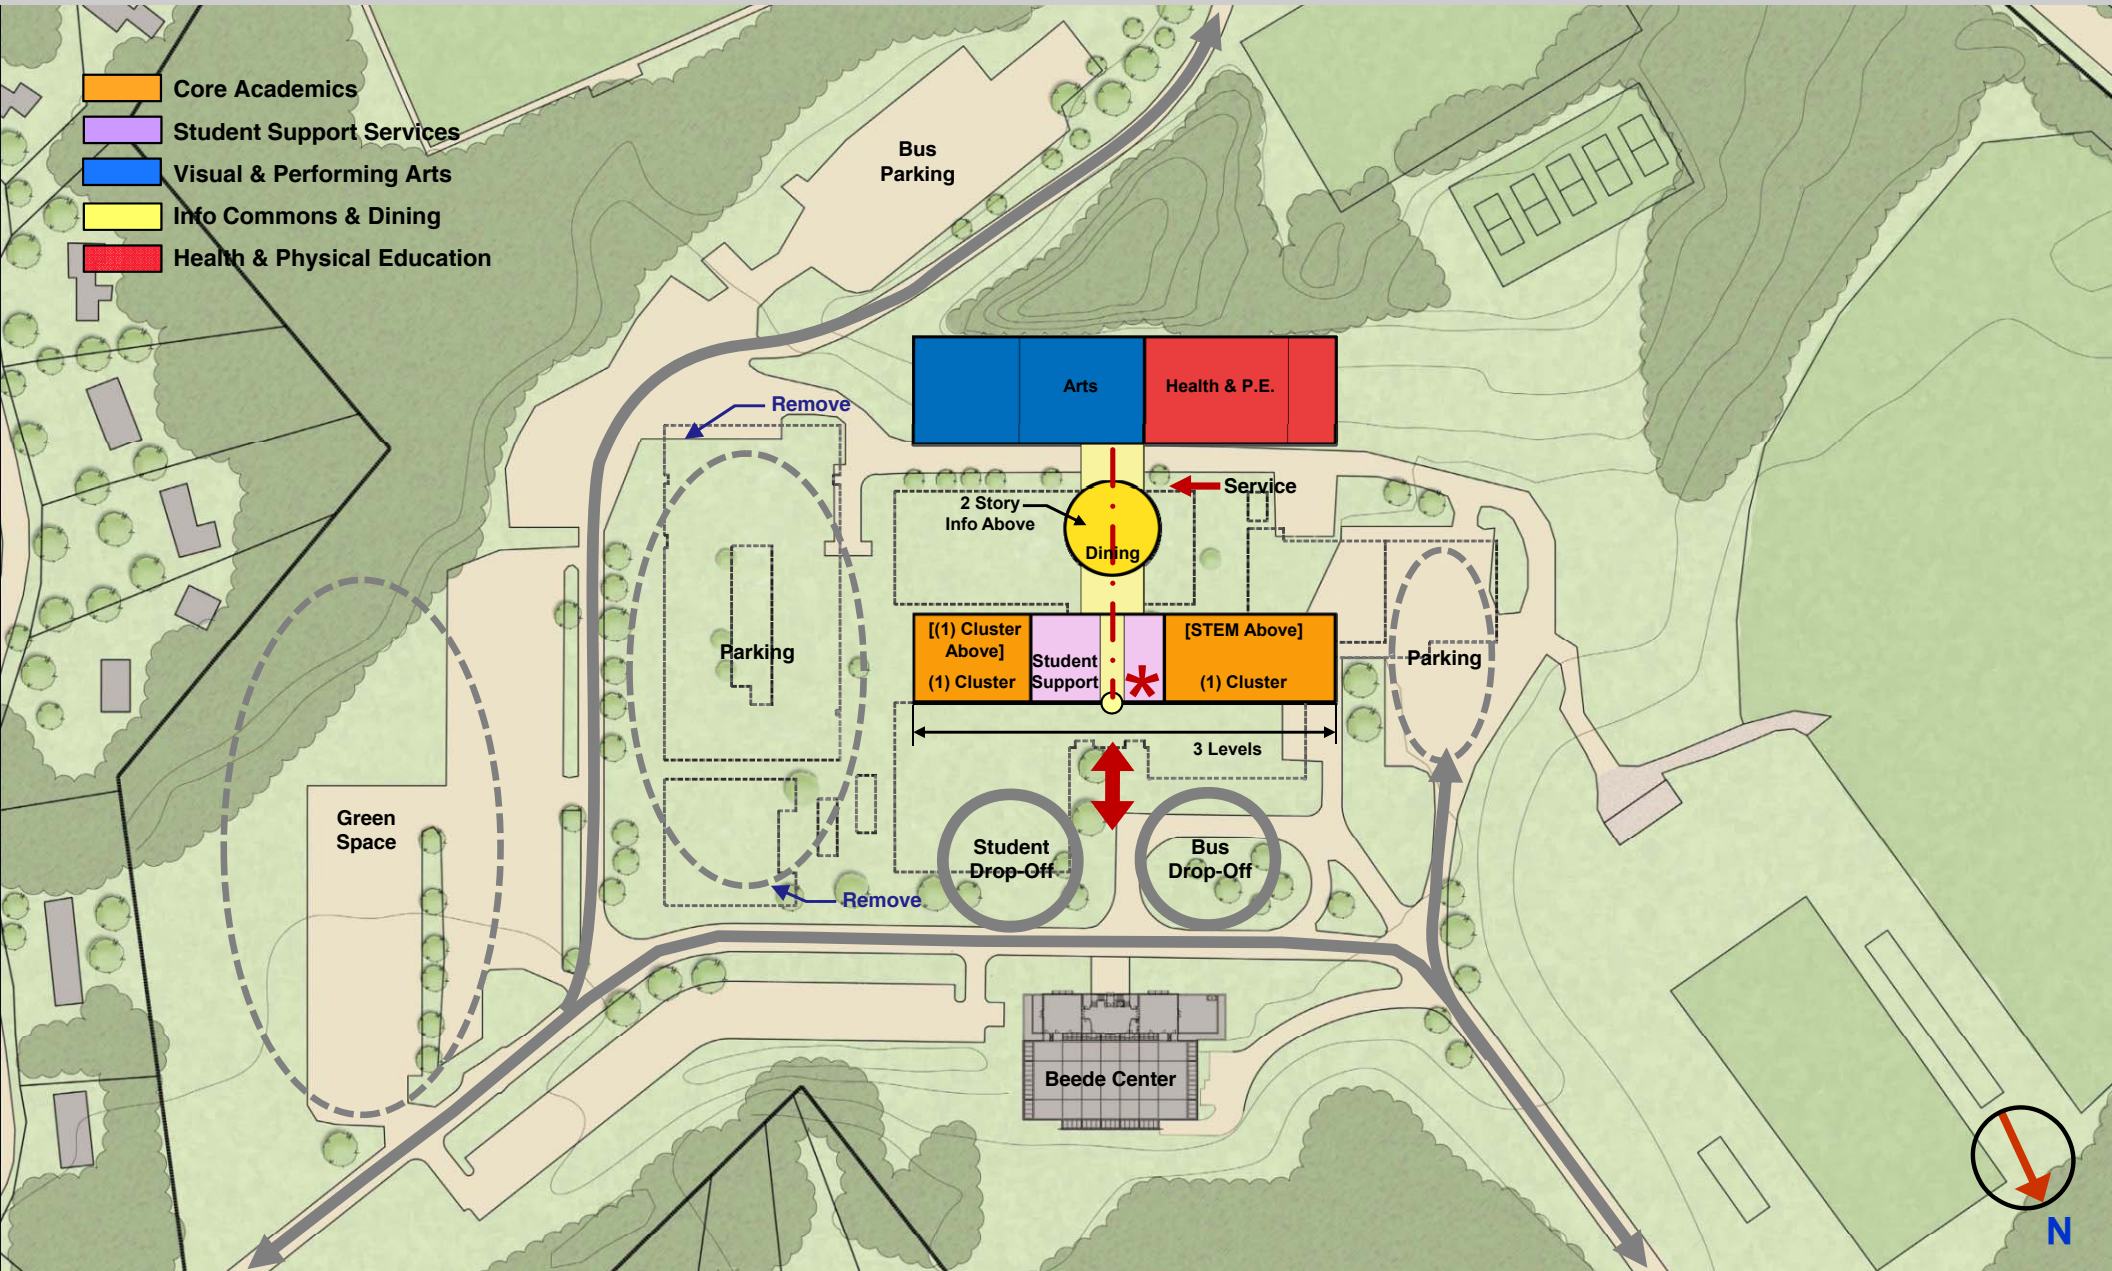 Core Academics
Student Support Services
Visual & Performing Arts
Info Commons & Dining
Health & Physical Education
Bus
Parking
Arts
Health & P.E.
Remove
Service
2 Story
Info Above
Dining
[(1) Cluster
Above]
(1) Cluster
Student
Support
*
[STEM Above]
(1) Cluster
Parking
Parking
3 Levels
Green
Space
Student
Drop-Off
Bus
Drop-Off
Remove
Beede Center
N